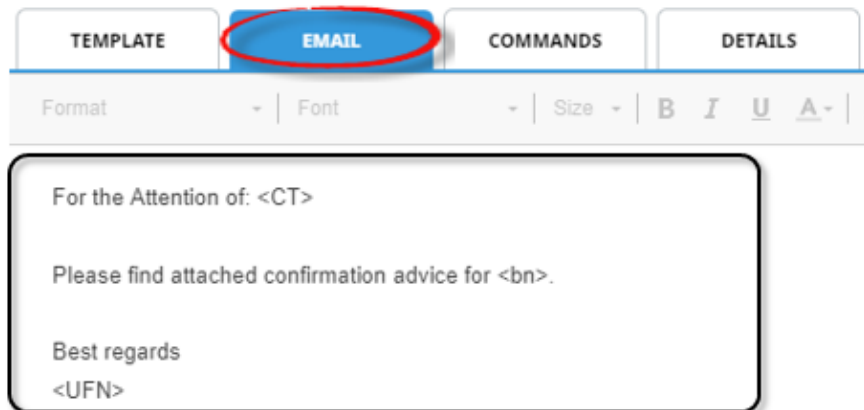 TEMPLATE EMAIL COMMANDS DETAILS
Format Font Size B I U A
For the Attention of: <CT>
Please find attached confirmation advice for <bn>.
Best regards
<UFN>